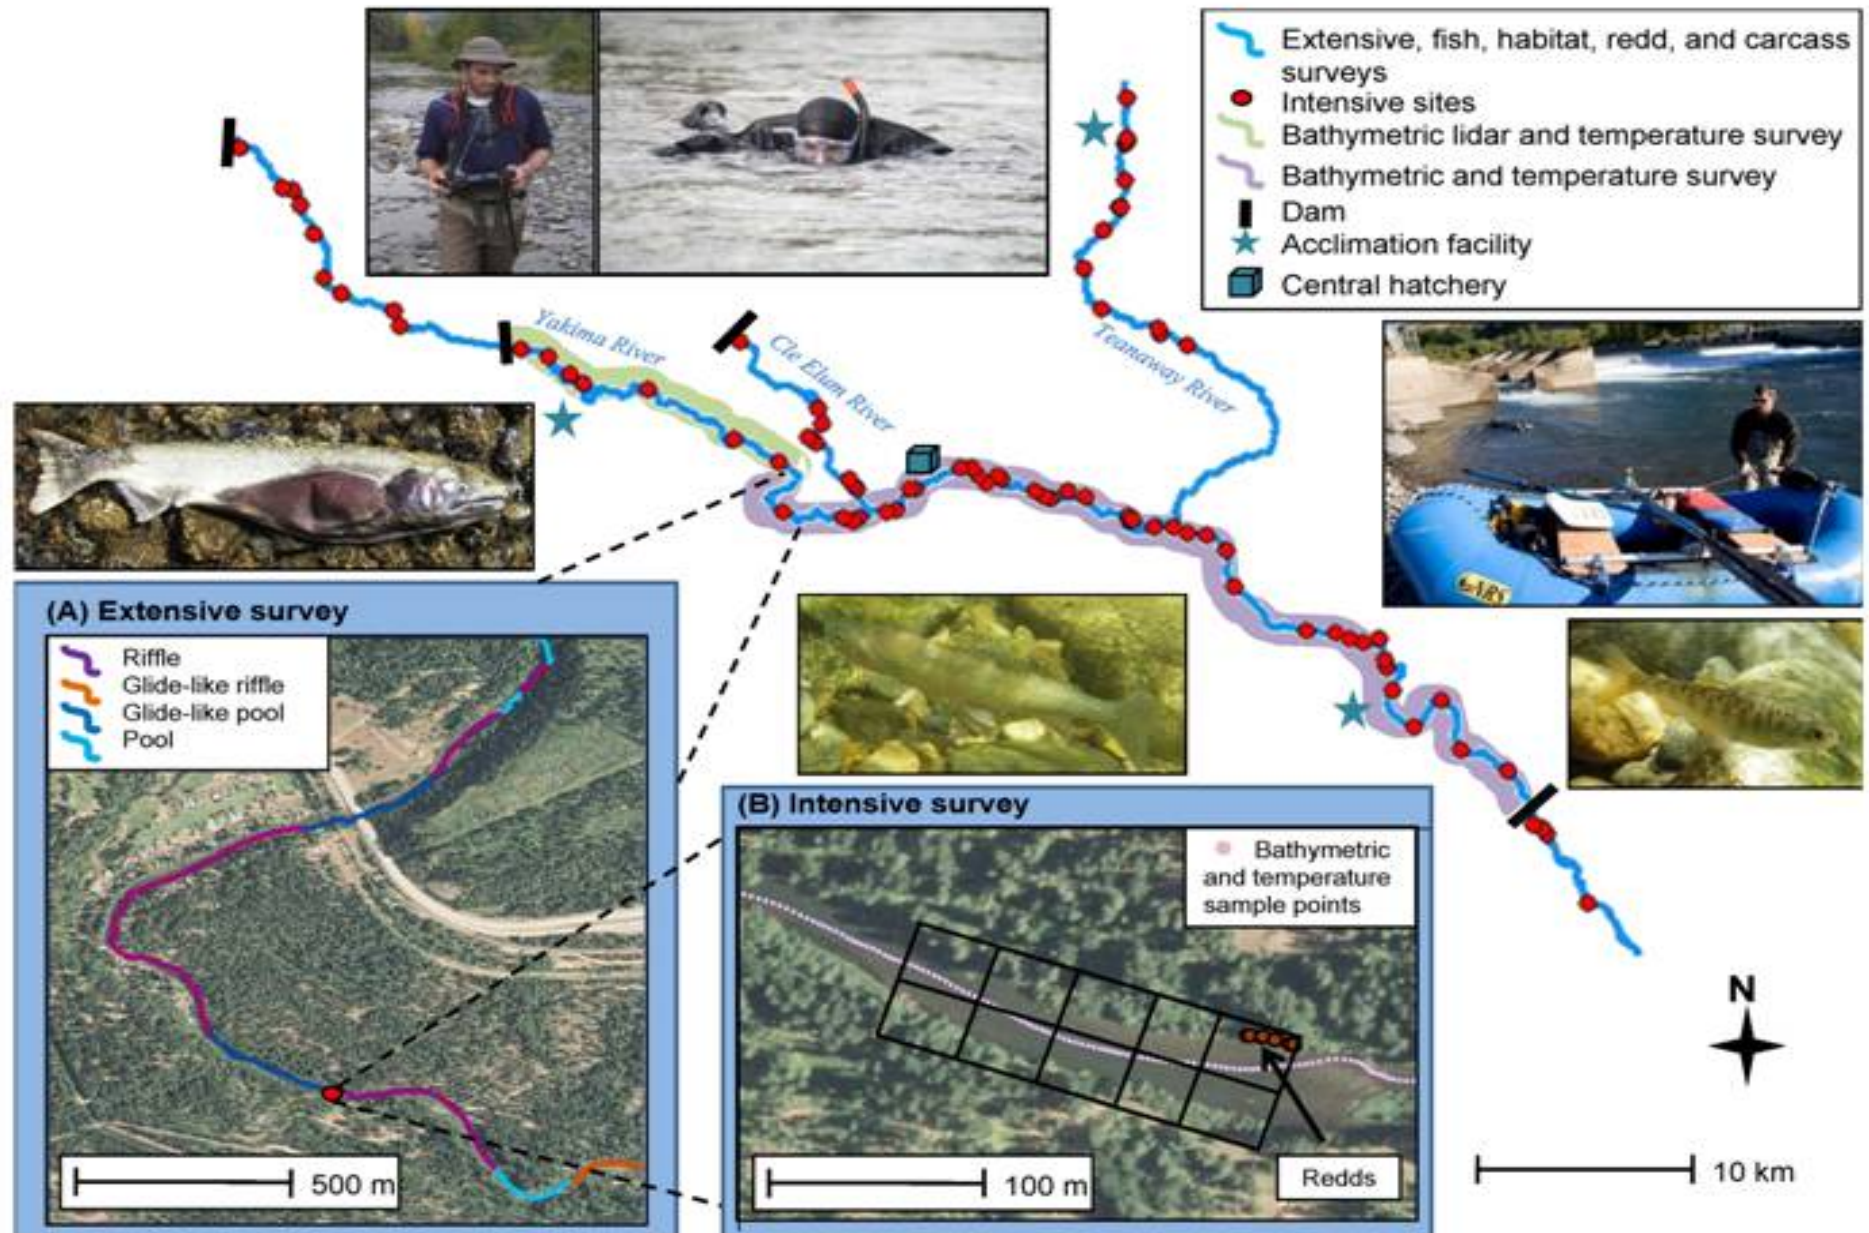 Extensive, fish, habitat, redd, and carcass
surveys
Intensive sites
Bathymetric lidar and temperature survey
Bathymetric and temperature survey
Dam
Acclimation facility
Central hatchery
Yakima River
Cle Elum River
Teanaway River
(A) Extensive survey
Riffle
Glide-like riffle
Glide-like pool
Pool
500 m
(B) Intensive survey
Bathymetric
and temperature
sample points
Redds
100 m
N
10 km